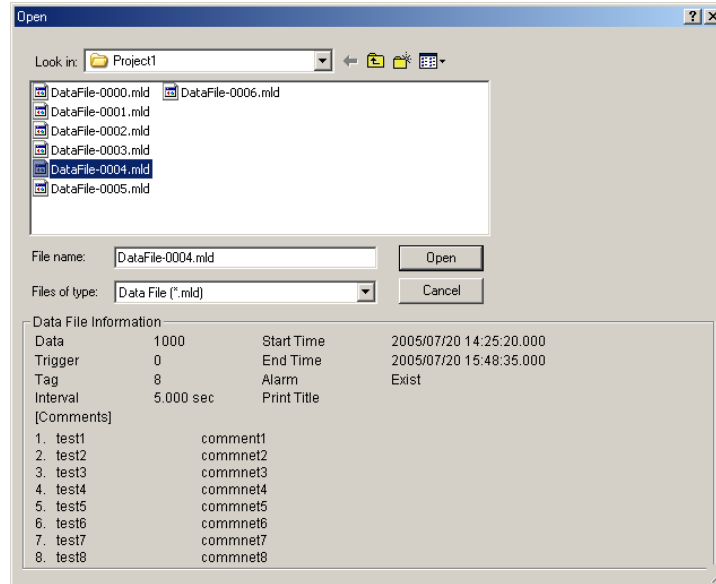 Open
Look in: Project1
DataFile-0000.mld DataFile-0006.mld
DataFile-0001.mld
DataFile-0002.mld
DataFile-0003.mld
DataFile-0004.mld
DataFile-0005.mld
File name: DataFile-0004.mld Open
Files of type: Data File (*.mld) Cancel
Data File Information
Data 1000 Start Time 2005/07/20 14:25:20.000
Trigger 0 End Time 2005/07/20 15:48:35.000
Tag 8 Alarm Exist
Interval 5.000 sec Print Title
[Comments]
1. test1 comment1
2. test2 commnet2
3. test3 commnet3
4. test4 commnet4
5. test5 commnet5
6. test6 commnet6
7. test7 commnet7
8. test8 commnet8